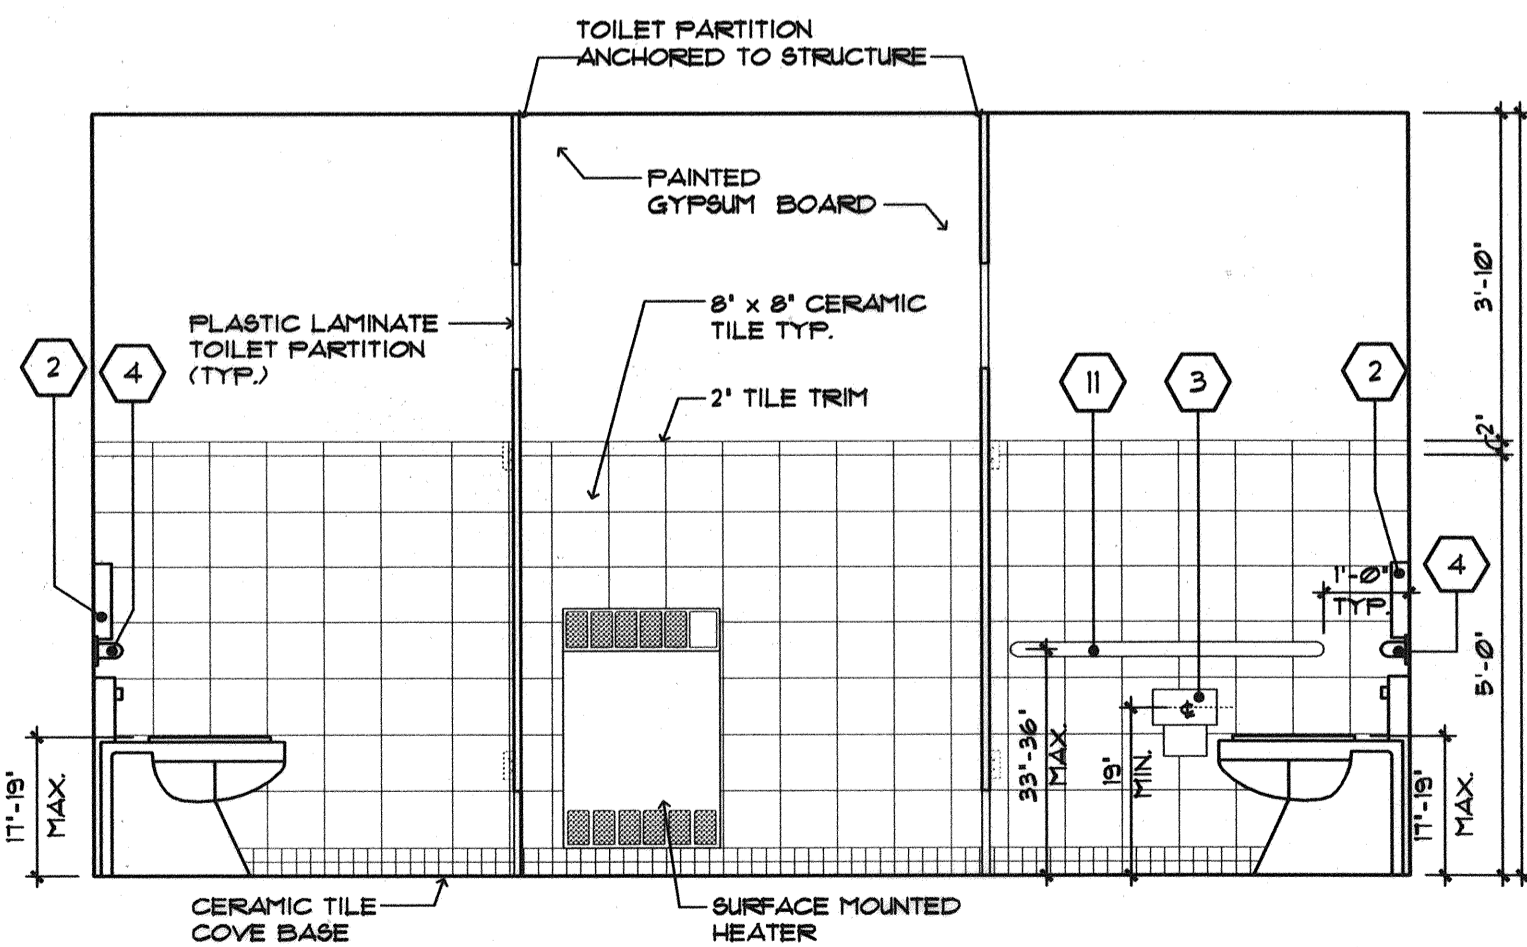 TOILET PARTITION
ANCHORED TO STRUCTURE
PAINTED
GYPSUM BOARD
8" x 8" CERAMIC
TILE TYP.
PLASTIC LAMINATE
TOILET PARTITION
(TYP.)
2" TILE TRIM
2
4
11
3
2
4
3'-10"
2"
5'-0"
1'-0"
TYP.
33"-36"
MAX.
19"
MIN.
℄
17"-19"
MAX.
17"-19"
MAX.
CERAMIC TILE
COVE BASE
SURFACE MOUNTED
HEATER